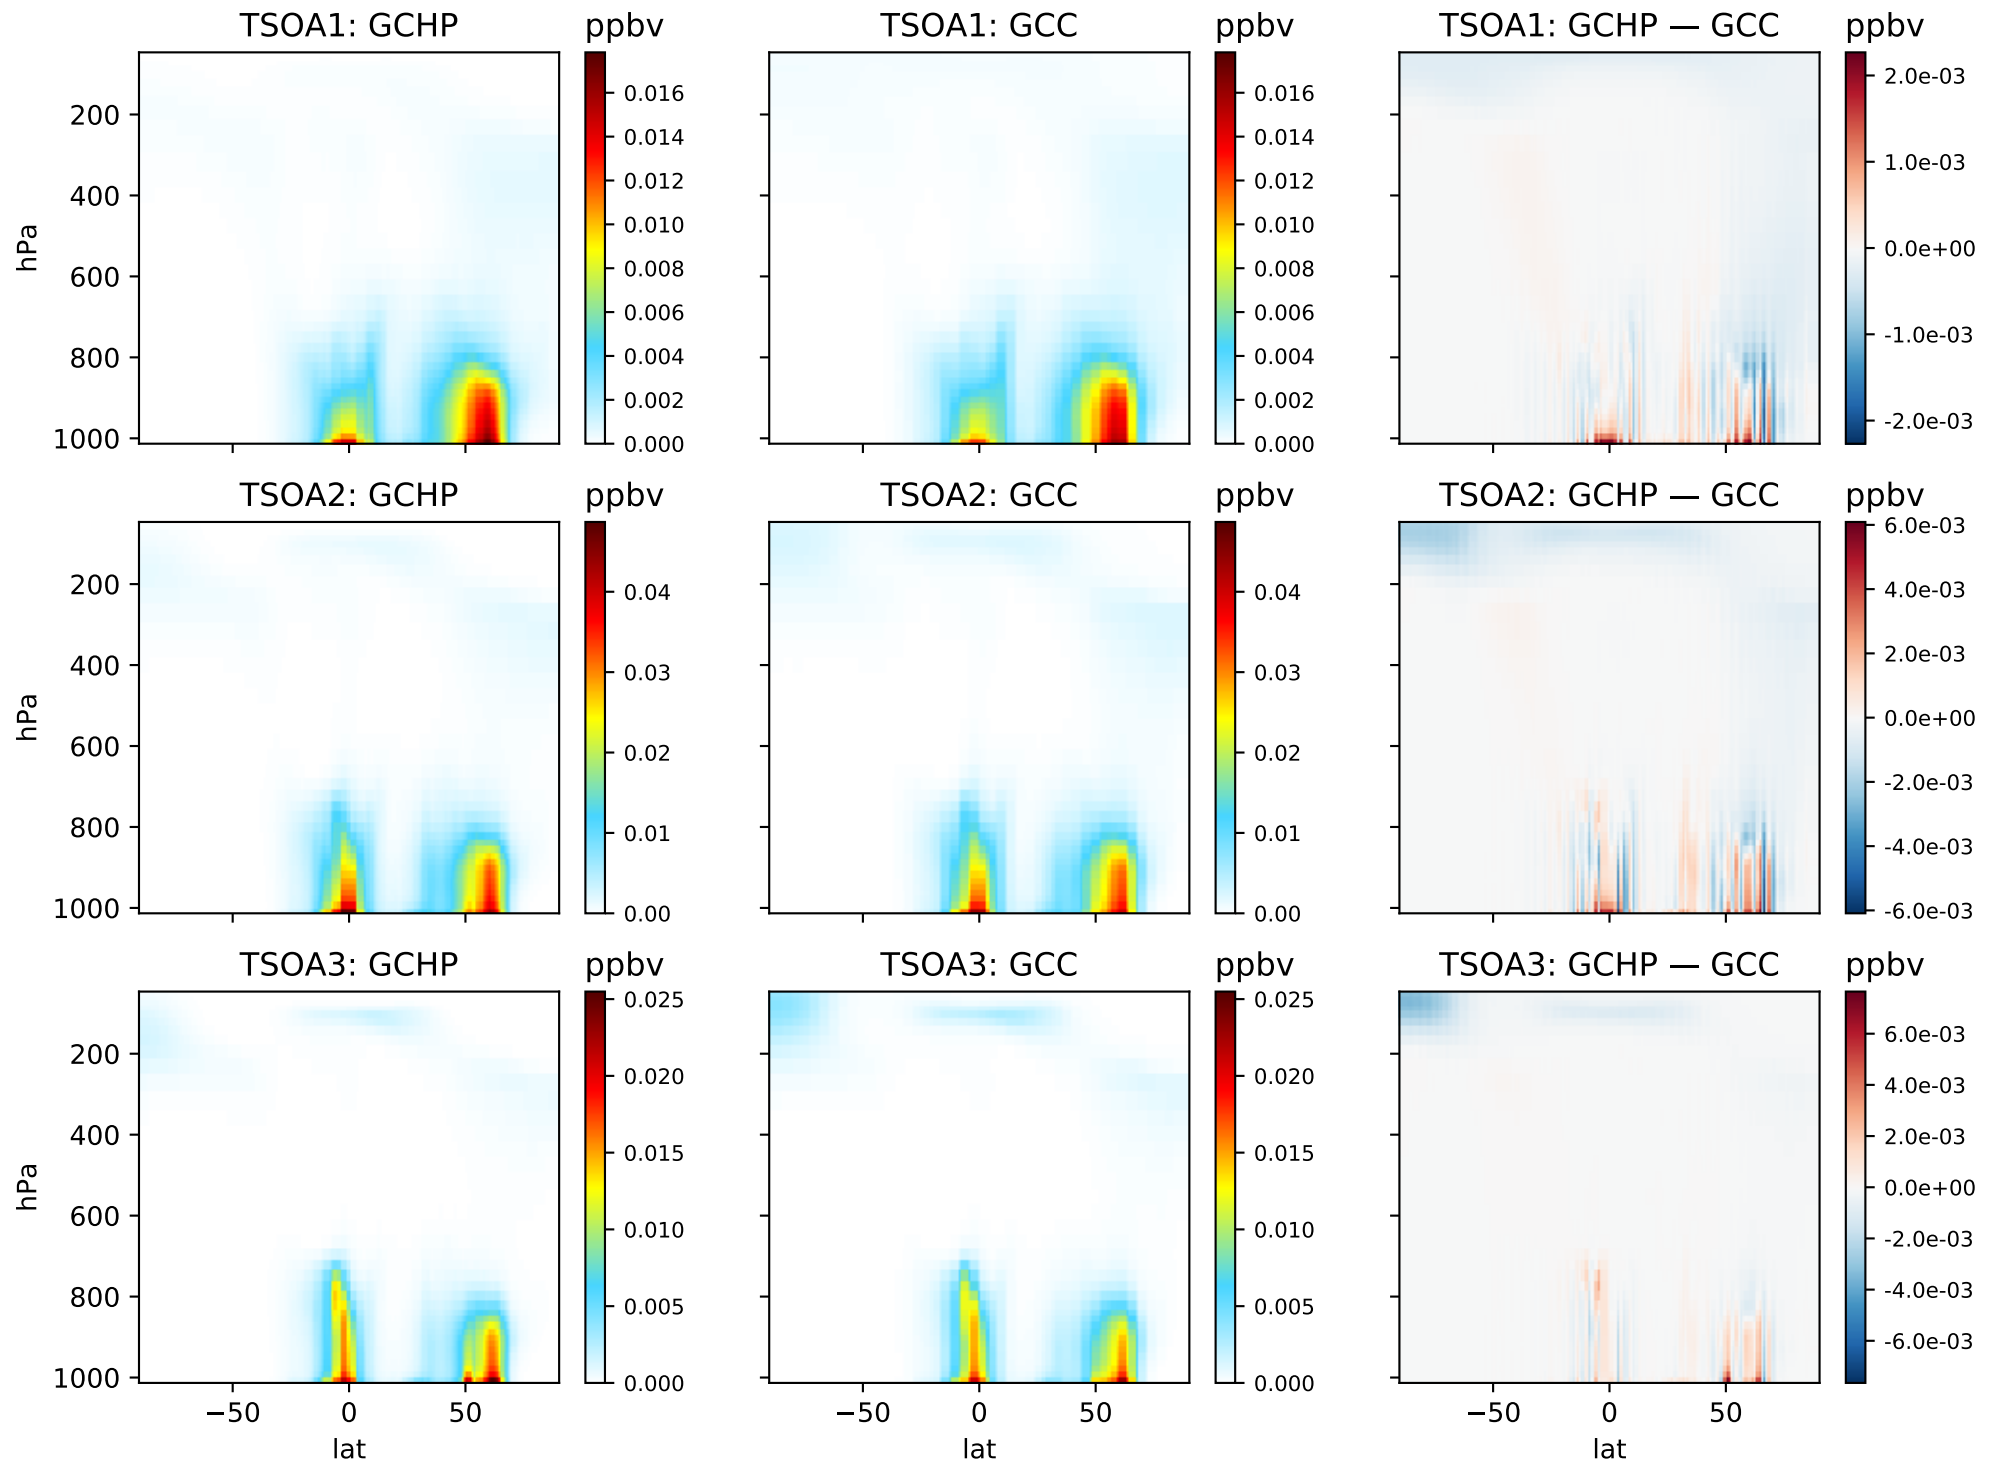 TSOA1: GCHP ppbv TSOA1: GCC ppbv TSOA1: GCHP — GCC ppbv
hPa
200
400
600
800
1000
0.016
0.014
0.012
0.010
0.008
0.006
0.004
0.002
0.000
0.016
0.014
0.012
0.010
0.008
0.006
0.004
0.002
0.000
2.0e-03
1.0e-03
0.0e+00
-1.0e-03
-2.0e-03
TSOA2: GCHP ppbv TSOA2: GCC ppbv TSOA2: GCHP — GCC ppbv
hPa
200
400
600
800
1000
0.04
0.03
0.02
0.01
0.00
0.04
0.03
0.02
0.01
0.00
6.0e-03
4.0e-03
2.0e-03
0.0e+00
-2.0e-03
-4.0e-03
-6.0e-03
TSOA3: GCHP ppbv TSOA3: GCC ppbv TSOA3: GCHP — GCC ppbv
hPa
200
400
600
800
1000
0.025
0.020
0.015
0.010
0.005
0.000
0.025
0.020
0.015
0.010
0.005
0.000
6.0e-03
4.0e-03
2.0e-03
0.0e+00
-2.0e-03
-4.0e-03
-6.0e-03
−50 0 50 −50 0 50 −50 0 50
lat lat lat